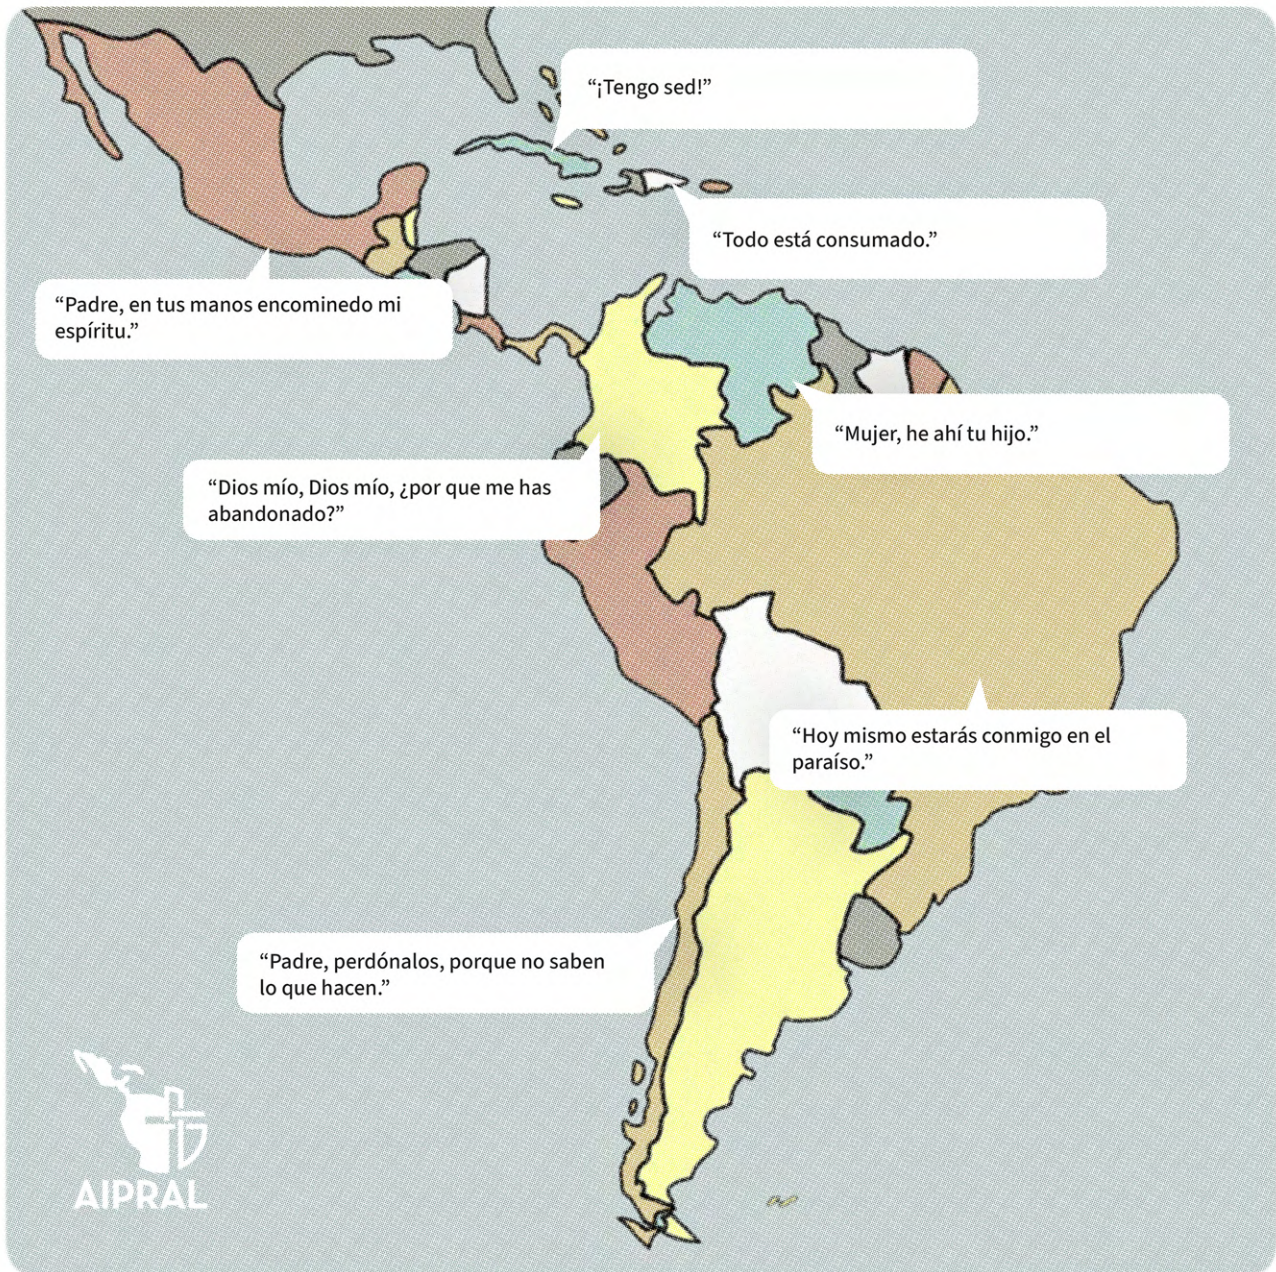 “¡Tengo sed!”
“Todo está consumado.”
“Padre, en tus manos encominedo mi
espíritu.”
“Mujer, he ahí tu hijo.”
“Dios mío, Dios mío, ¿por que me has
abandonado?”
“Hoy mismo estarás conmigo en el
paraíso.”
“Padre, perdónalos, porque no saben
lo que hacen.”
AIPRAL